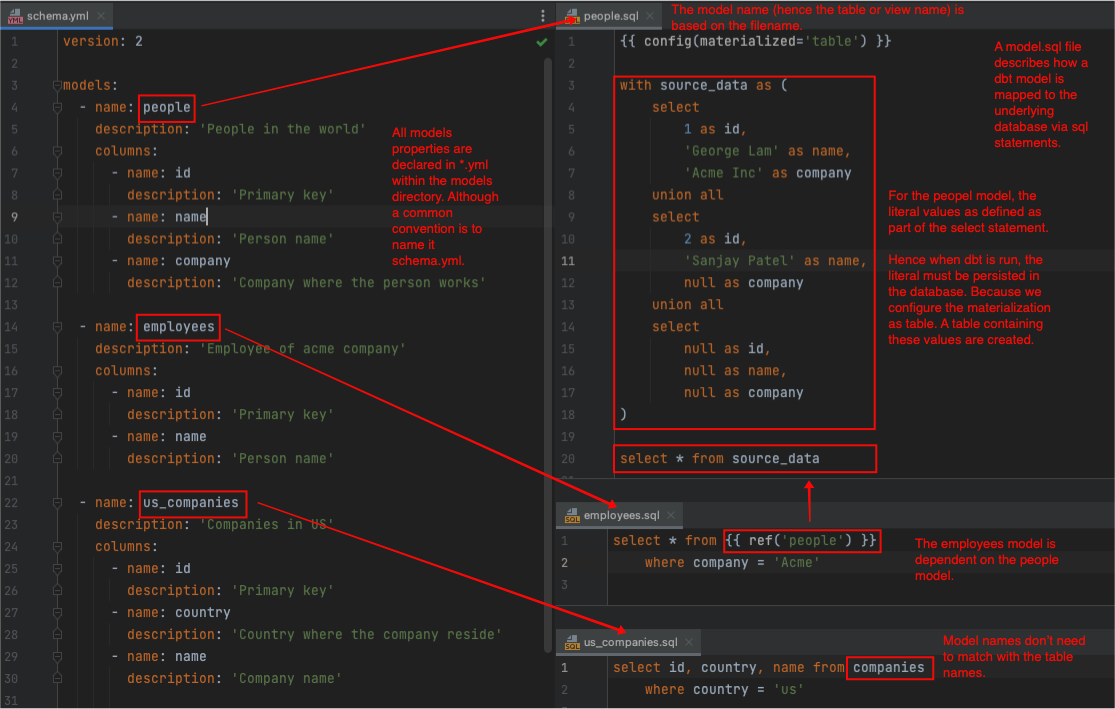 schema.yml
1 version: 2
2
3 models:
4 - name: people
5 description: 'People in the world'
6 columns:
7 - name: id
8 description: 'Primary key'
9 - name: name
10 description: 'Person name'
11 - name: company
12 description: 'Company where the person works'
13
14 - name: employees
15 description: 'Employee of acme company'
16 columns:
17 - name: id
18 description: 'Primary key'
19 - name: name
20 description: 'Person name'
21
22 - name: us_companies
23 description: 'Companies in US'
24 columns:
25 - name: id
26 description: 'Primary key'
27 - name: country
28 description: 'Country where the company reside'
29 - name: name
30 description: 'Company name'
31
All models
properties are
declared in *.yml
within the models
directory. Although
a common
convention is to
name it
schema.yml.
people.sql
The model name (hence the table or view name) is
based on the filename.
1 {{ config(materialized='table') }}
2
3 with source_data as (
4 select
5 1 as id,
6 'George Lam' as name,
7 'Acme Inc' as company
8 union all
9 select
10 2 as id,
11 'Sanjay Patel' as name,
12 null as company
13 union all
14 select
15 null as id,
16 null as name,
17 null as company
18 )
19
20 select * from source_data
A model.sql file
describes how a
dbt model is
mapped to the
underlying
database via sql
statements.
For the peopel model, the
literal values as defined as
part of the select statement.
Hence when dbt is run, the
literal must be persisted in
the database. Because we
configure the materialization
as table. A table containing
these values are created.
employees.sql
1 select * from {{ ref('people') }}
2 where company = 'Acme'
3
The employees model is
dependent on the people
model.
us_companies.sql
1 select id, country, name from companies
2 where country = 'us'
Model names don't need
to match with the table
names.